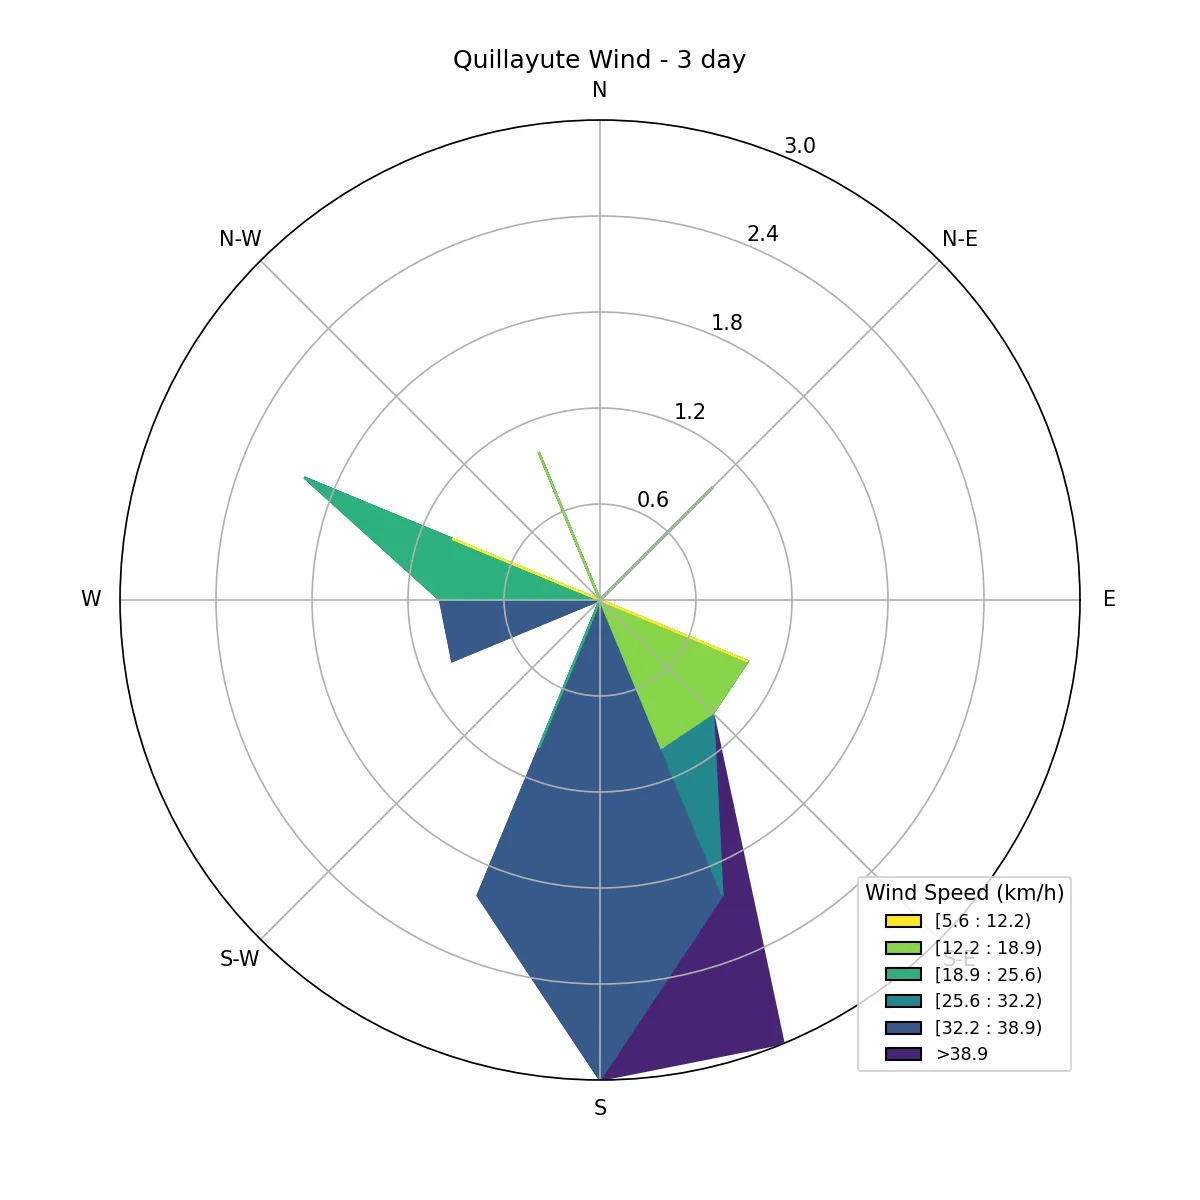 Quillayute Wind - 3 day
N
3.0
N-W
2.4
N-E
1.8
1.2
0.6
W
E
S-W
S-E
S
Wind Speed (km/h)
[5.6 : 12.2)
[12.2 : 18.9)
[18.9 : 25.6)
[25.6 : 32.2)
[32.2 : 38.9)
>38.9